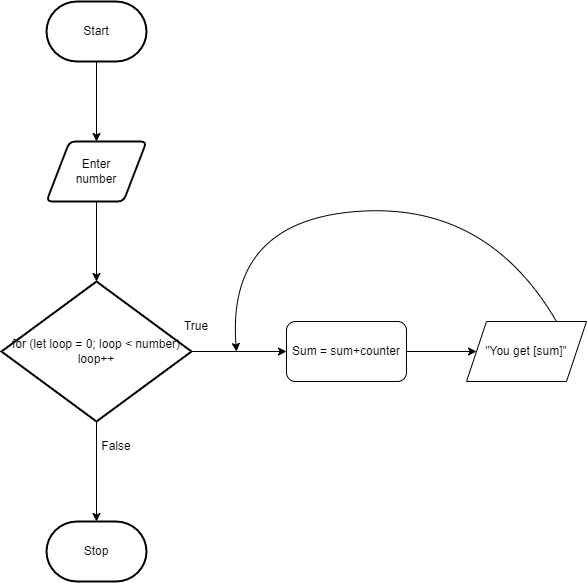 Start
Enter
number
for (let loop = 0; loop < number)
loop++
True
Sum = sum+counter
"You get [sum]"
False
Stop